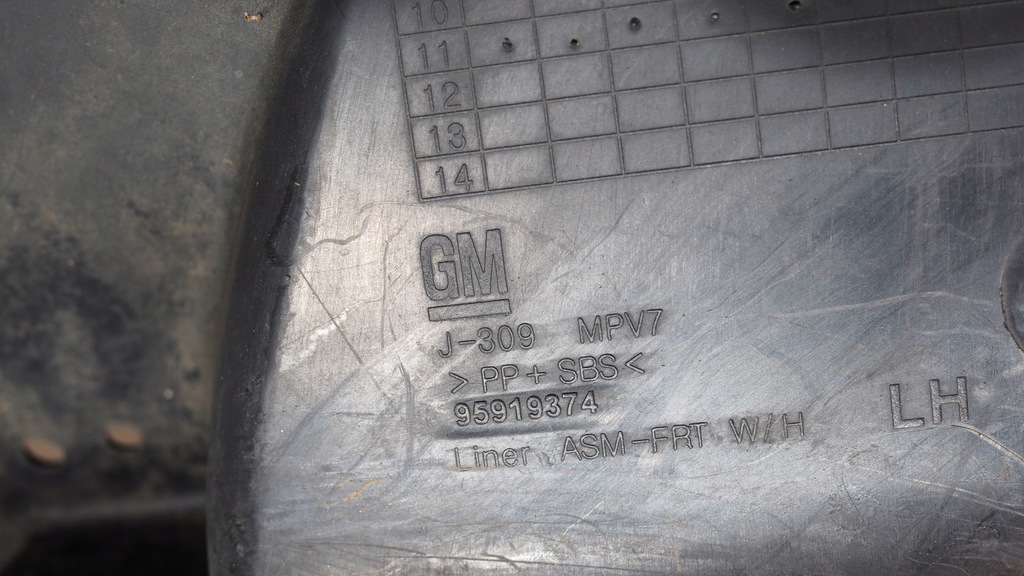 10
11
12
13
14
GM
J-309 MPV7
>PP+SBS<
95919374
Liner ASM-FRT W/H
LH